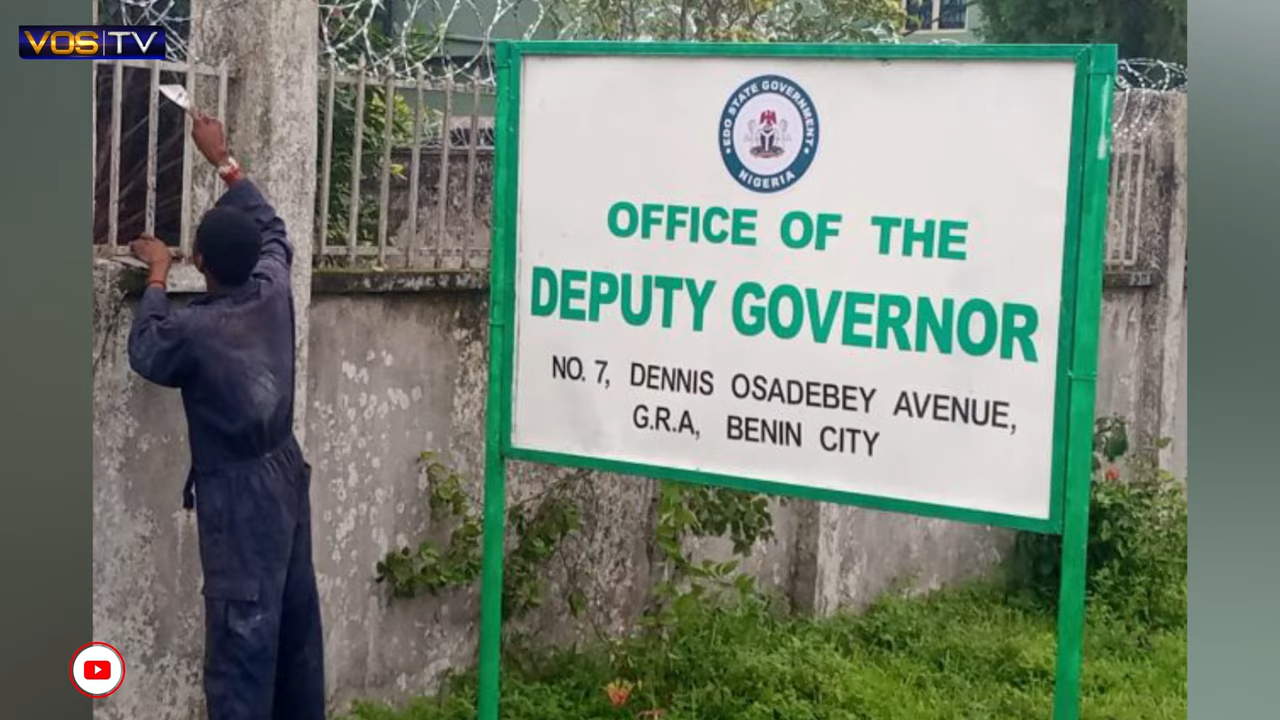 VOS TV
EDO STATE GOVERNMENT
NIGERIA
OFFICE OF THE
DEPUTY GOVERNOR
NO. 7, DENNIS OSADEBEY AVENUE,
G.R.A, BENIN CITY